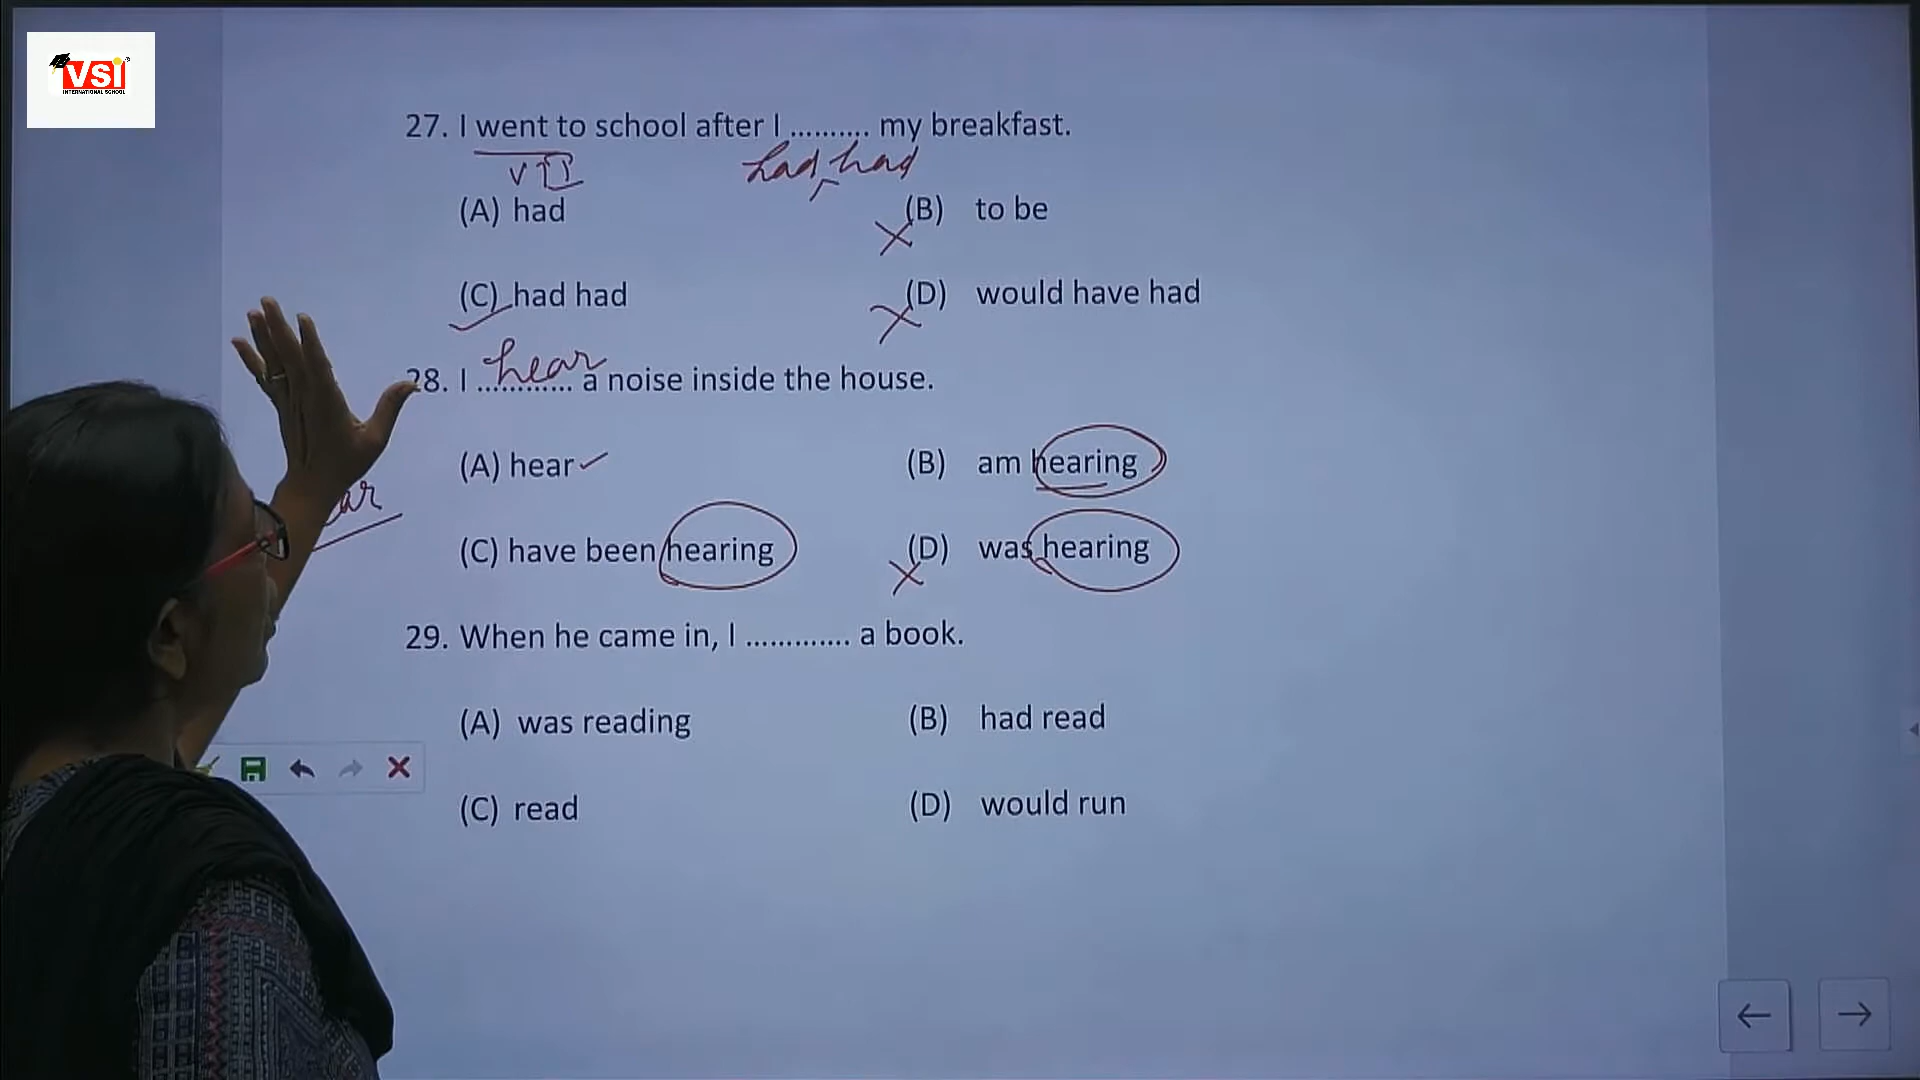 VSI
INTERNATIONAL SCHOOL
27. I went to school after I .......... my breakfast.
V II had had
(A) had (B) to be
(C) had had (D) would have had
hear
28. I ............ a noise inside the house.
(A) hear (B) am hearing
(C) have been hearing (D) was hearing
29. When he came in, I ............. a book.
(A) was reading (B) had read
(C) read (D) would run